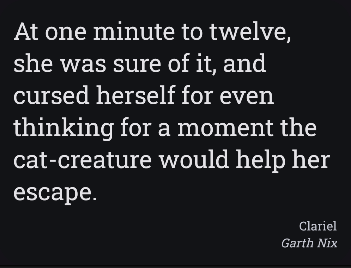 At one minute to twelve,
she was sure of it, and
cursed herself for even
thinking for a moment the
cat-creature would help her
escape.
Clariel
Garth Nix